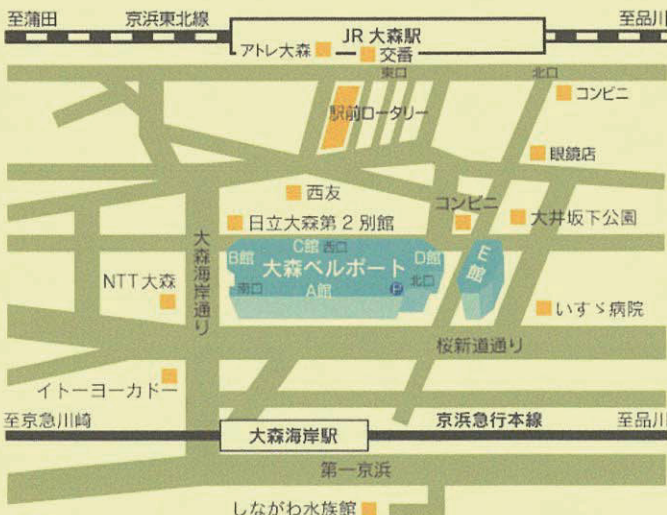 至蒲田
京浜東北線
至品川
JR 大森駅
アトレ大森
交番
東口
北口
コンビニ
駅前ロータリー
眼鏡店
西友
コンビニ
日立大森第2別館
大井坂下公園
大森海岸通り
C館
西口
B館
D館
E館
大森ベルポート
北口
NTT大森
南口
A館
P
いすゞ病院
桜新道通り
イトーヨーカドー
至京急川崎
京浜急行本線
至品川
大森海岸駅
第一京浜
しながわ水族館